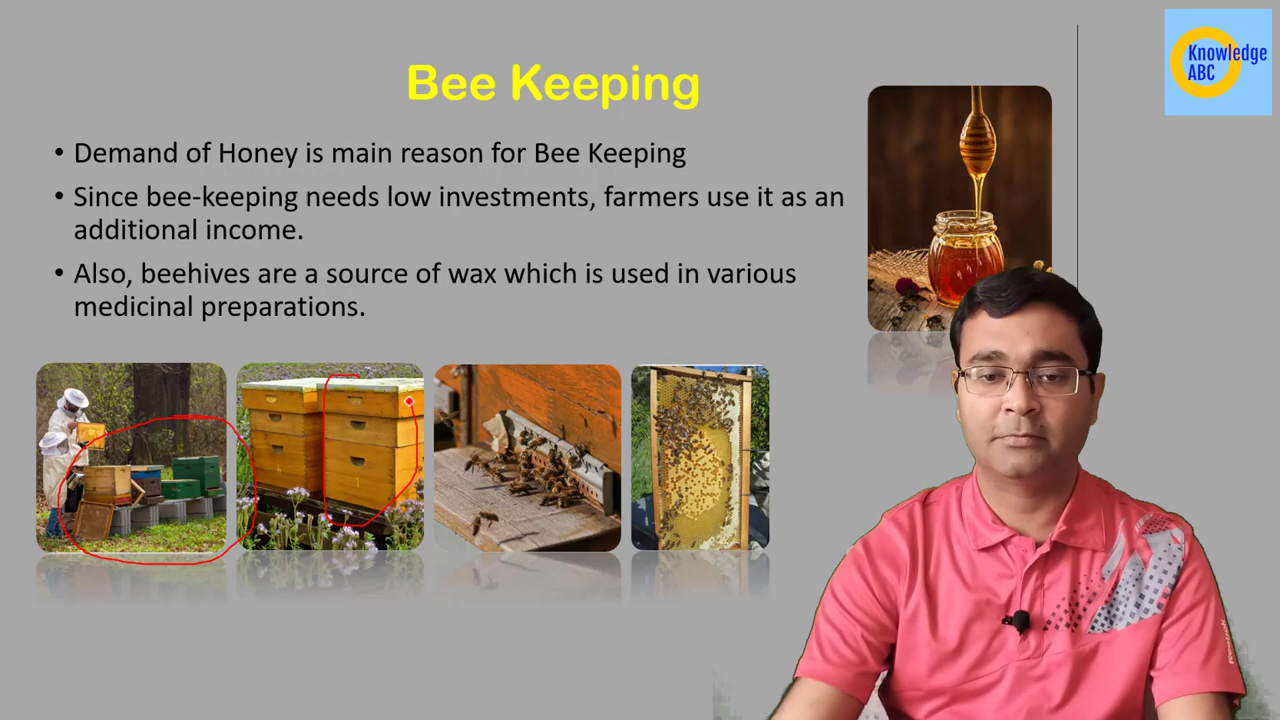 Knowledge
ABC
Bee Keeping
• Demand of Honey is main reason for Bee Keeping
• Since bee-keeping needs low investments, farmers use it as an
additional income.
• Also, beehives are a source of wax which is used in various
medicinal preparations.